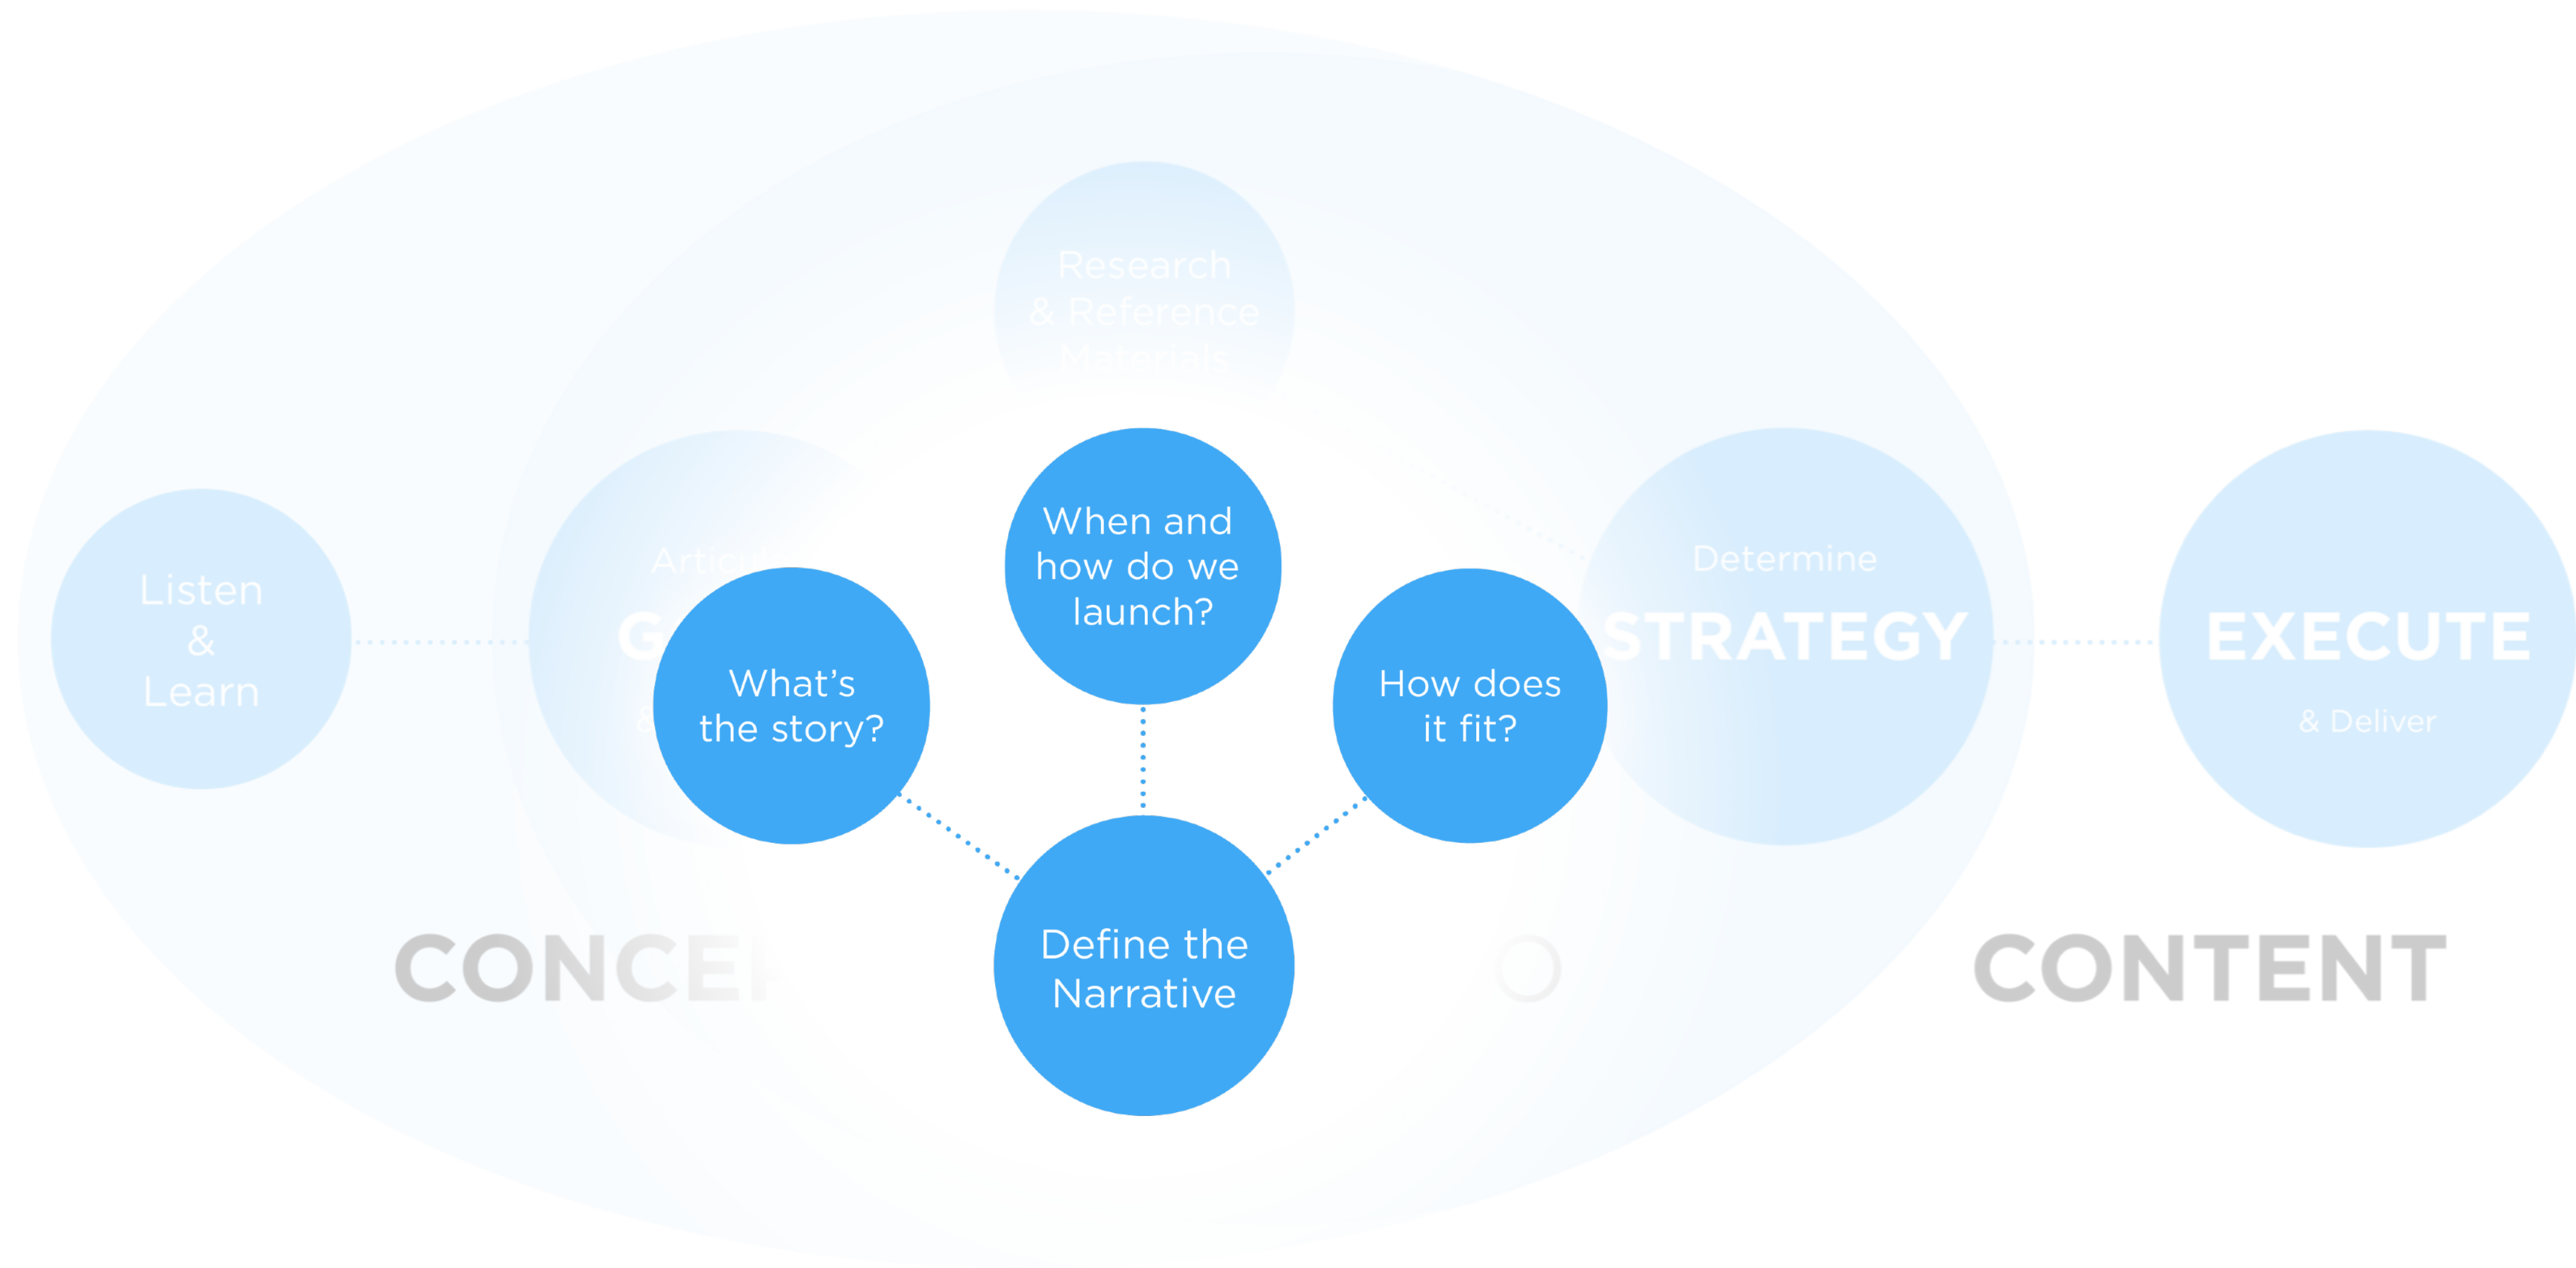 Research
& Reference
Materials
When and
how do we
launch?
Listen
&
Learn
What's
the story?
How does
it fit?
Determine
STRATEGY
EXECUTE
& Deliver
Define the
Narrative
CONTENT